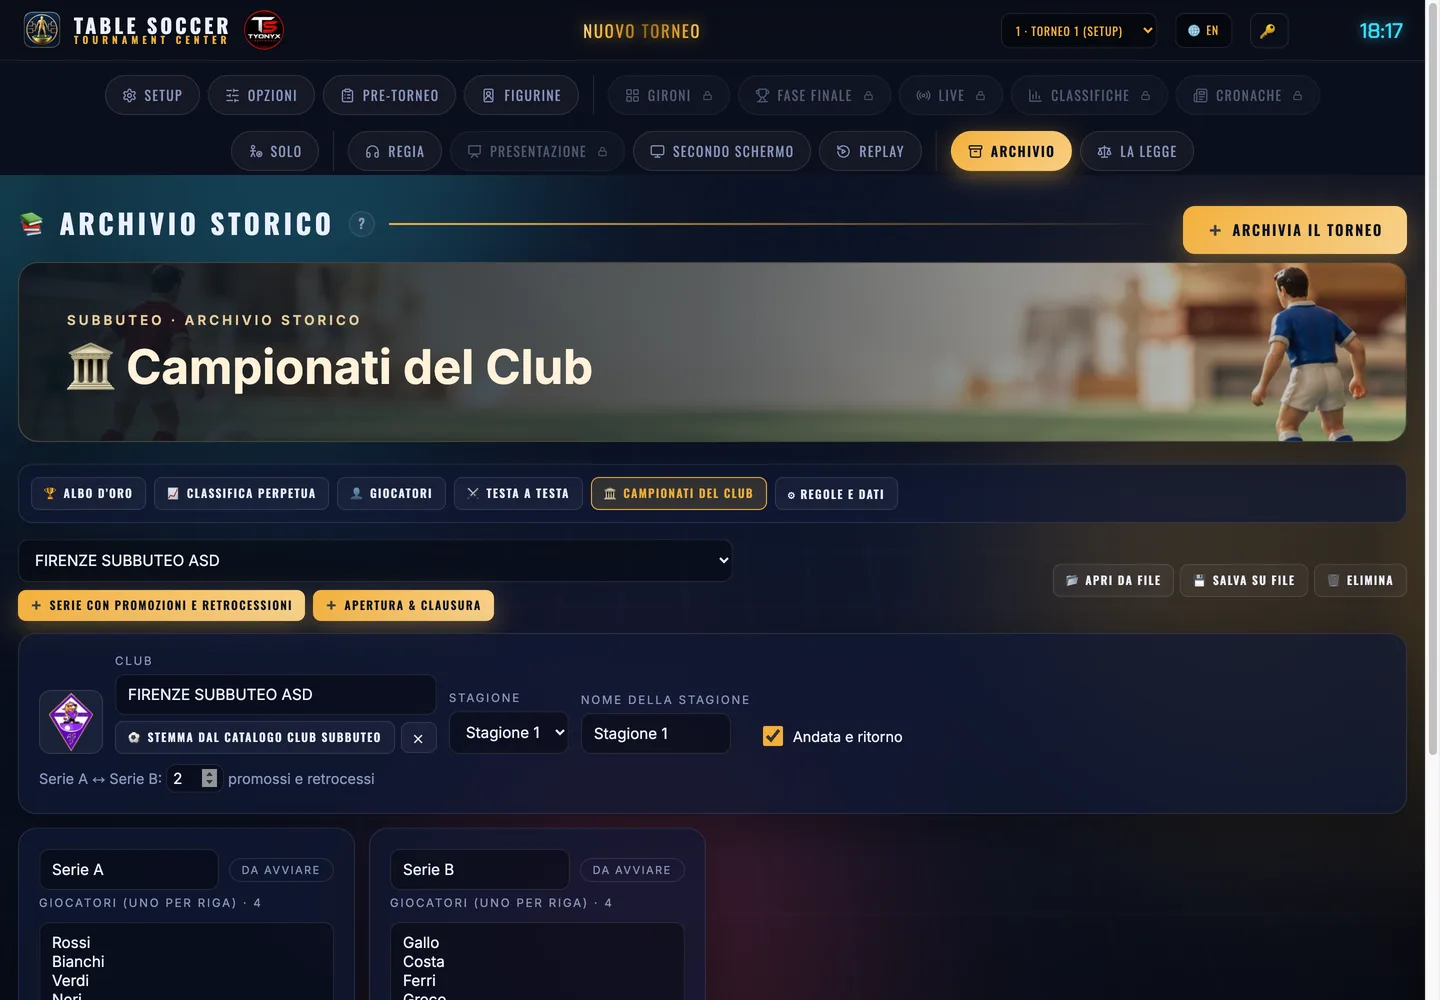 TABLE SOCCER
TOURNAMENT CENTER
TS
TYONYX
NUOVO TORNEO
1 · TORNEO 1 (SETUP)
EN
18:17
SETUP
OPZIONI
PRE-TORNEO
FIGURINE
GIRONI
FASE FINALE
LIVE
CLASSIFICHE
CRONACHE
SOLO
REGIA
PRESENTAZIONE
SECONDO SCHERMO
REPLAY
ARCHIVIO
LA LEGGE
ARCHIVIO STORICO
?
+ ARCHIVIA IL TORNEO
SUBBUTEO · ARCHIVIO STORICO
Campionati del Club
ALBO D'ORO
CLASSIFICA PERPETUA
GIOCATORI
TESTA A TESTA
CAMPIONATI DEL CLUB
REGOLE E DATI
FIRENZE SUBBUTEO ASD
APRI DA FILE
SALVA SU FILE
ELIMINA
+ SERIE CON PROMOZIONI E RETROCESSIONI
+ APERTURA & CLAUSURA
CLUB
FIRENZE SUBBUTEO ASD
STAGIONE
NOME DELLA STAGIONE
Stagione 1
Stagione 1
Andata e ritorno
STEMMA DAL CATALOGO CLUB SUBBUTEO
×
Serie A ↔ Serie B: 2 promossi e retrocessi
Serie A
DA AVVIARE
GIOCATORI (UNO PER RIGA) · 4
Rossi
Bianchi
Verdi
Neri
Serie B
DA AVVIARE
GIOCATORI (UNO PER RIGA) · 4
Gallo
Costa
Ferri
Greco